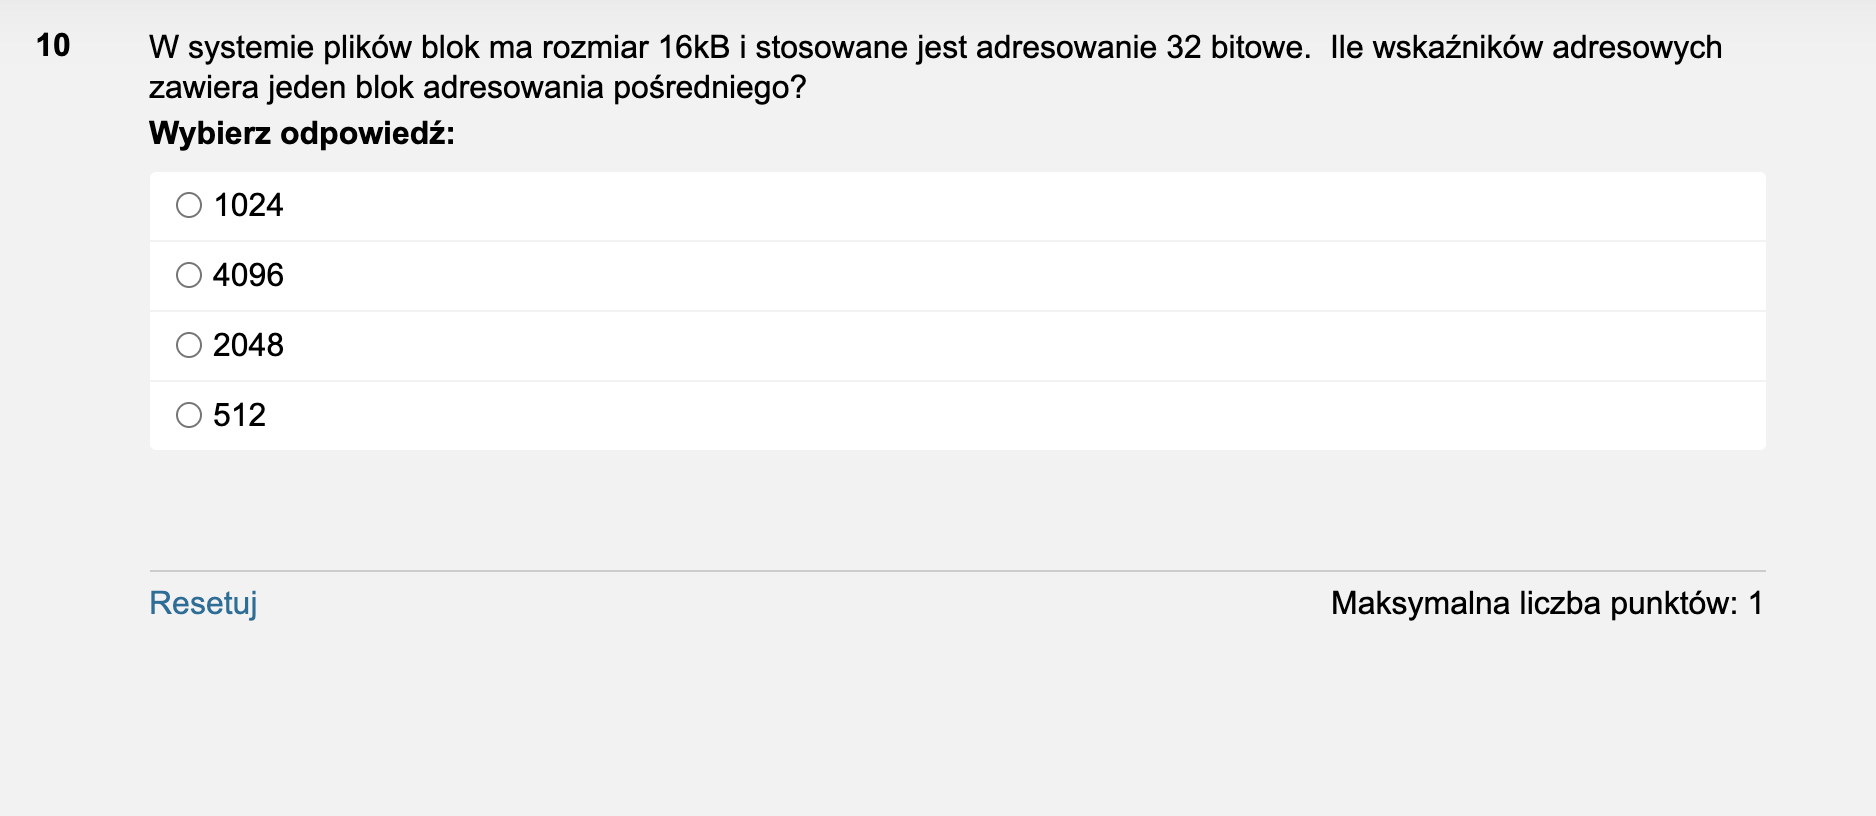 10
W systemie plików blok ma rozmiar 16kB i stosowane jest adresowanie 32 bitowe.  Ile wskaźników adresowych
zawiera jeden blok adresowania pośredniego?
Wybierz odpowiedź:
1024
4096
2048
512
Resetuj
Maksymalna liczba punktów: 1